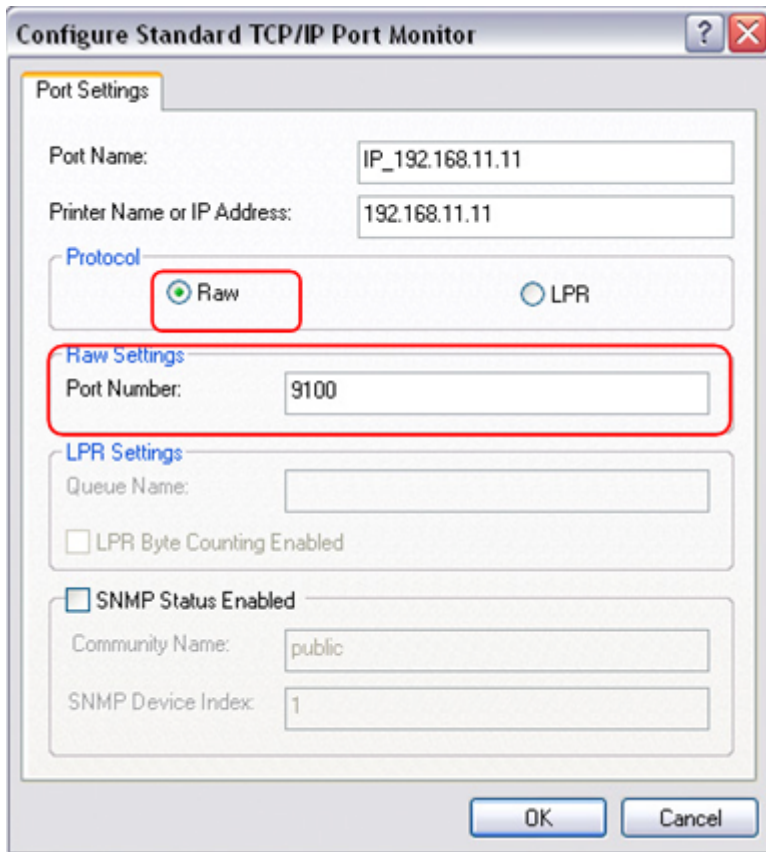 Configure Standard TCP/IP Port Monitor
Port Settings
Port Name: IP_192.168.11.11
Printer Name or IP Address: 192.168.11.11
Protocol
Raw LPR
Raw Settings
Port Number: 9100
LPR Settings
Queue Name:
LPR Byte Counting Enabled
SNMP Status Enabled
Community Name: public
SNMP Device Index: 1
OK Cancel